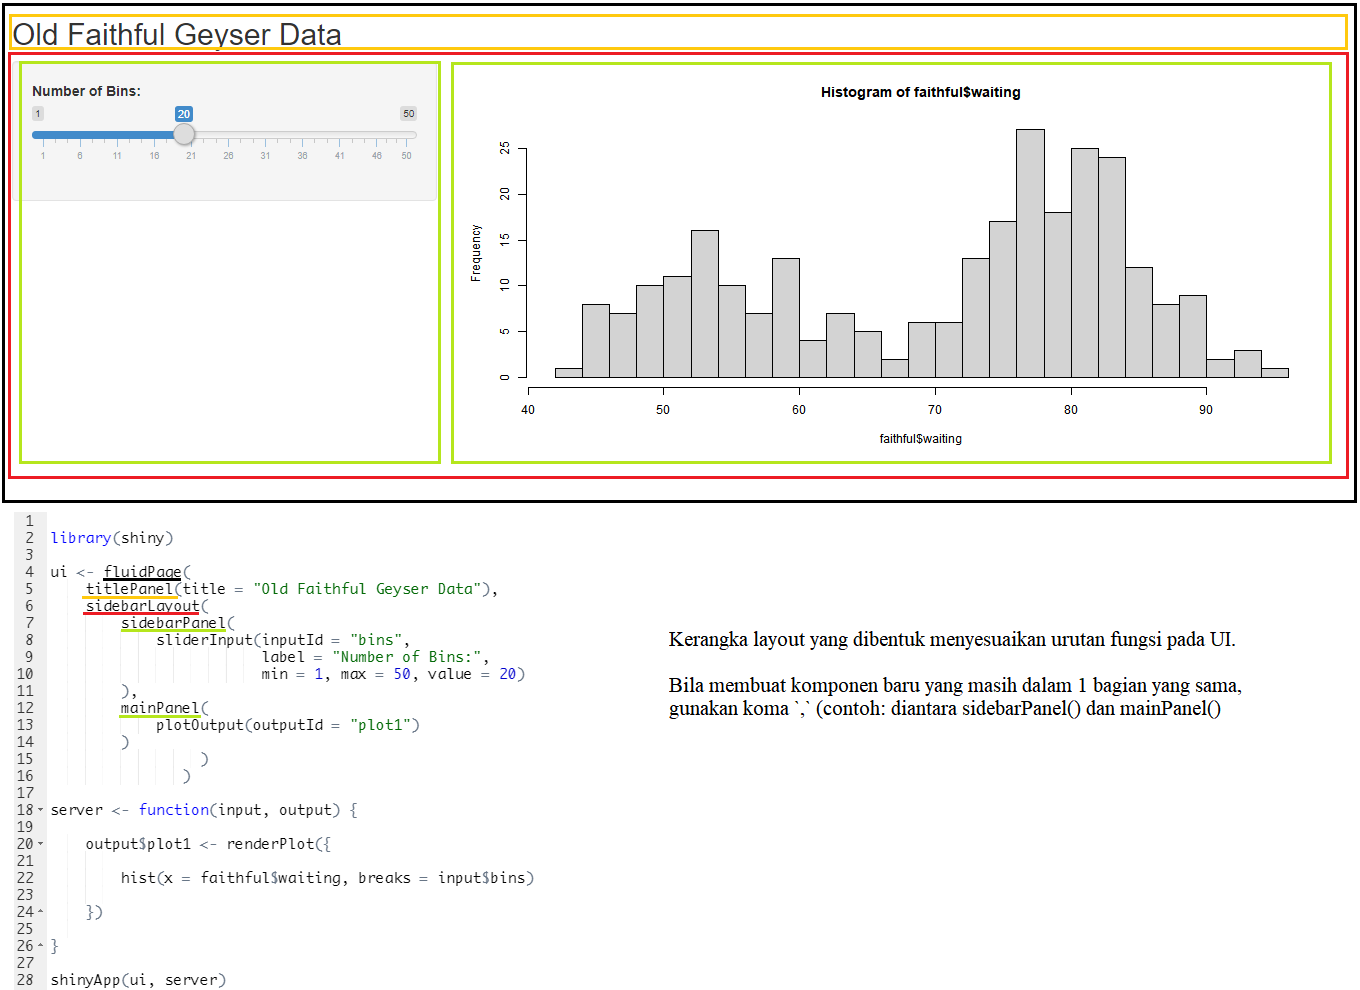 Old Faithful Geyser Data
Number of Bins:
1 20 50
1 6 11 16 21 26 31 36 41 46 50
Histogram of faithful$waiting
Frequency
0 5 10 15 20 25
40 50 60 70 80 90
faithful$waiting
1
2 library(shiny)
3
4 ui <- fluidPage(
5 titlePanel(title = "Old Faithful Geyser Data"),
6 sidebarLayout(
7 sidebarPanel(
8 sliderInput(inputId = "bins",
9 label = "Number of Bins:",
10 min = 1, max = 50, value = 20)
11 ),
12 mainPanel(
13 plotOutput(outputId = "plot1")
14 )
15 )
16 )
17
18 server <- function(input, output) {
19
20 output$plot1 <- renderPlot({
21
22 hist(x = faithful$waiting, breaks = input$bins)
23
24 })
25
26 }
27
28 shinyApp(ui, server)
Kerangka layout yang dibentuk menyesuaikan urutan fungsi pada UI.
Bila membuat komponen baru yang masih dalam 1 bagian yang sama,
gunakan koma `,` (contoh: diantara sidebarPanel() dan mainPanel()